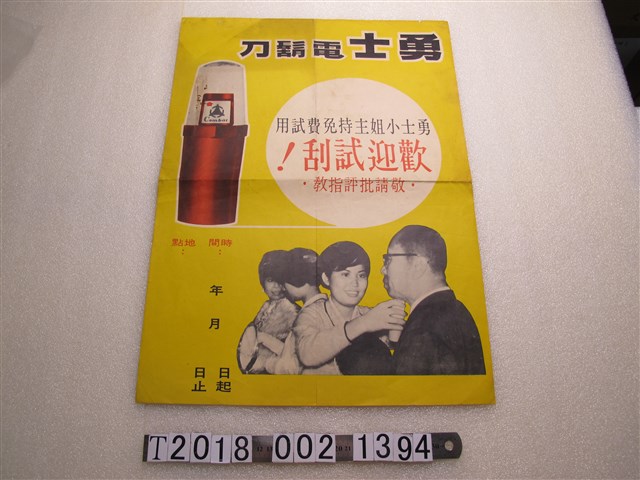 勇士電鬍刀
Combat
勇士小姐主持免費試用
歡迎試刮！
·敬請批評指教·
時間：
地點：
年
月
日起
日止
T2018 002 1394